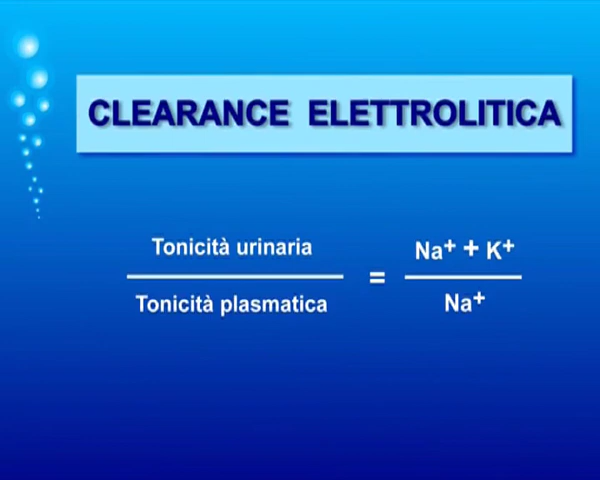 CLEARANCE ELETTROLITICA
Tonicità urinaria
Tonicità plasmatica
=
Na⁺ + K⁺
Na⁺